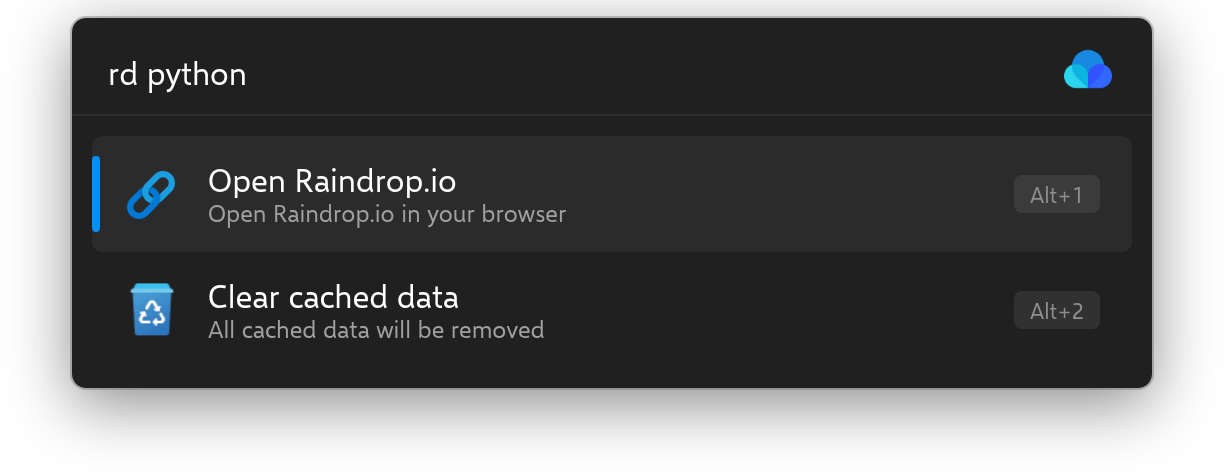 rd python
Open Raindrop.io
Open Raindrop.io in your browser
Alt+1
Clear cached data
All cached data will be removed
Alt+2